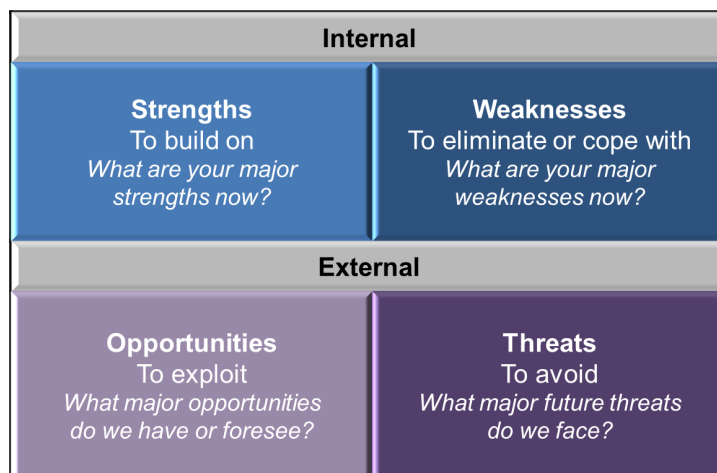 Internal
Strengths
To build on
What are your major
strengths now?
Weaknesses
To eliminate or cope with
What are your major
weaknesses now?
External
Opportunities
To exploit
What major opportunities
do we have or foresee?
Threats
To avoid
What major future threats
do we face?